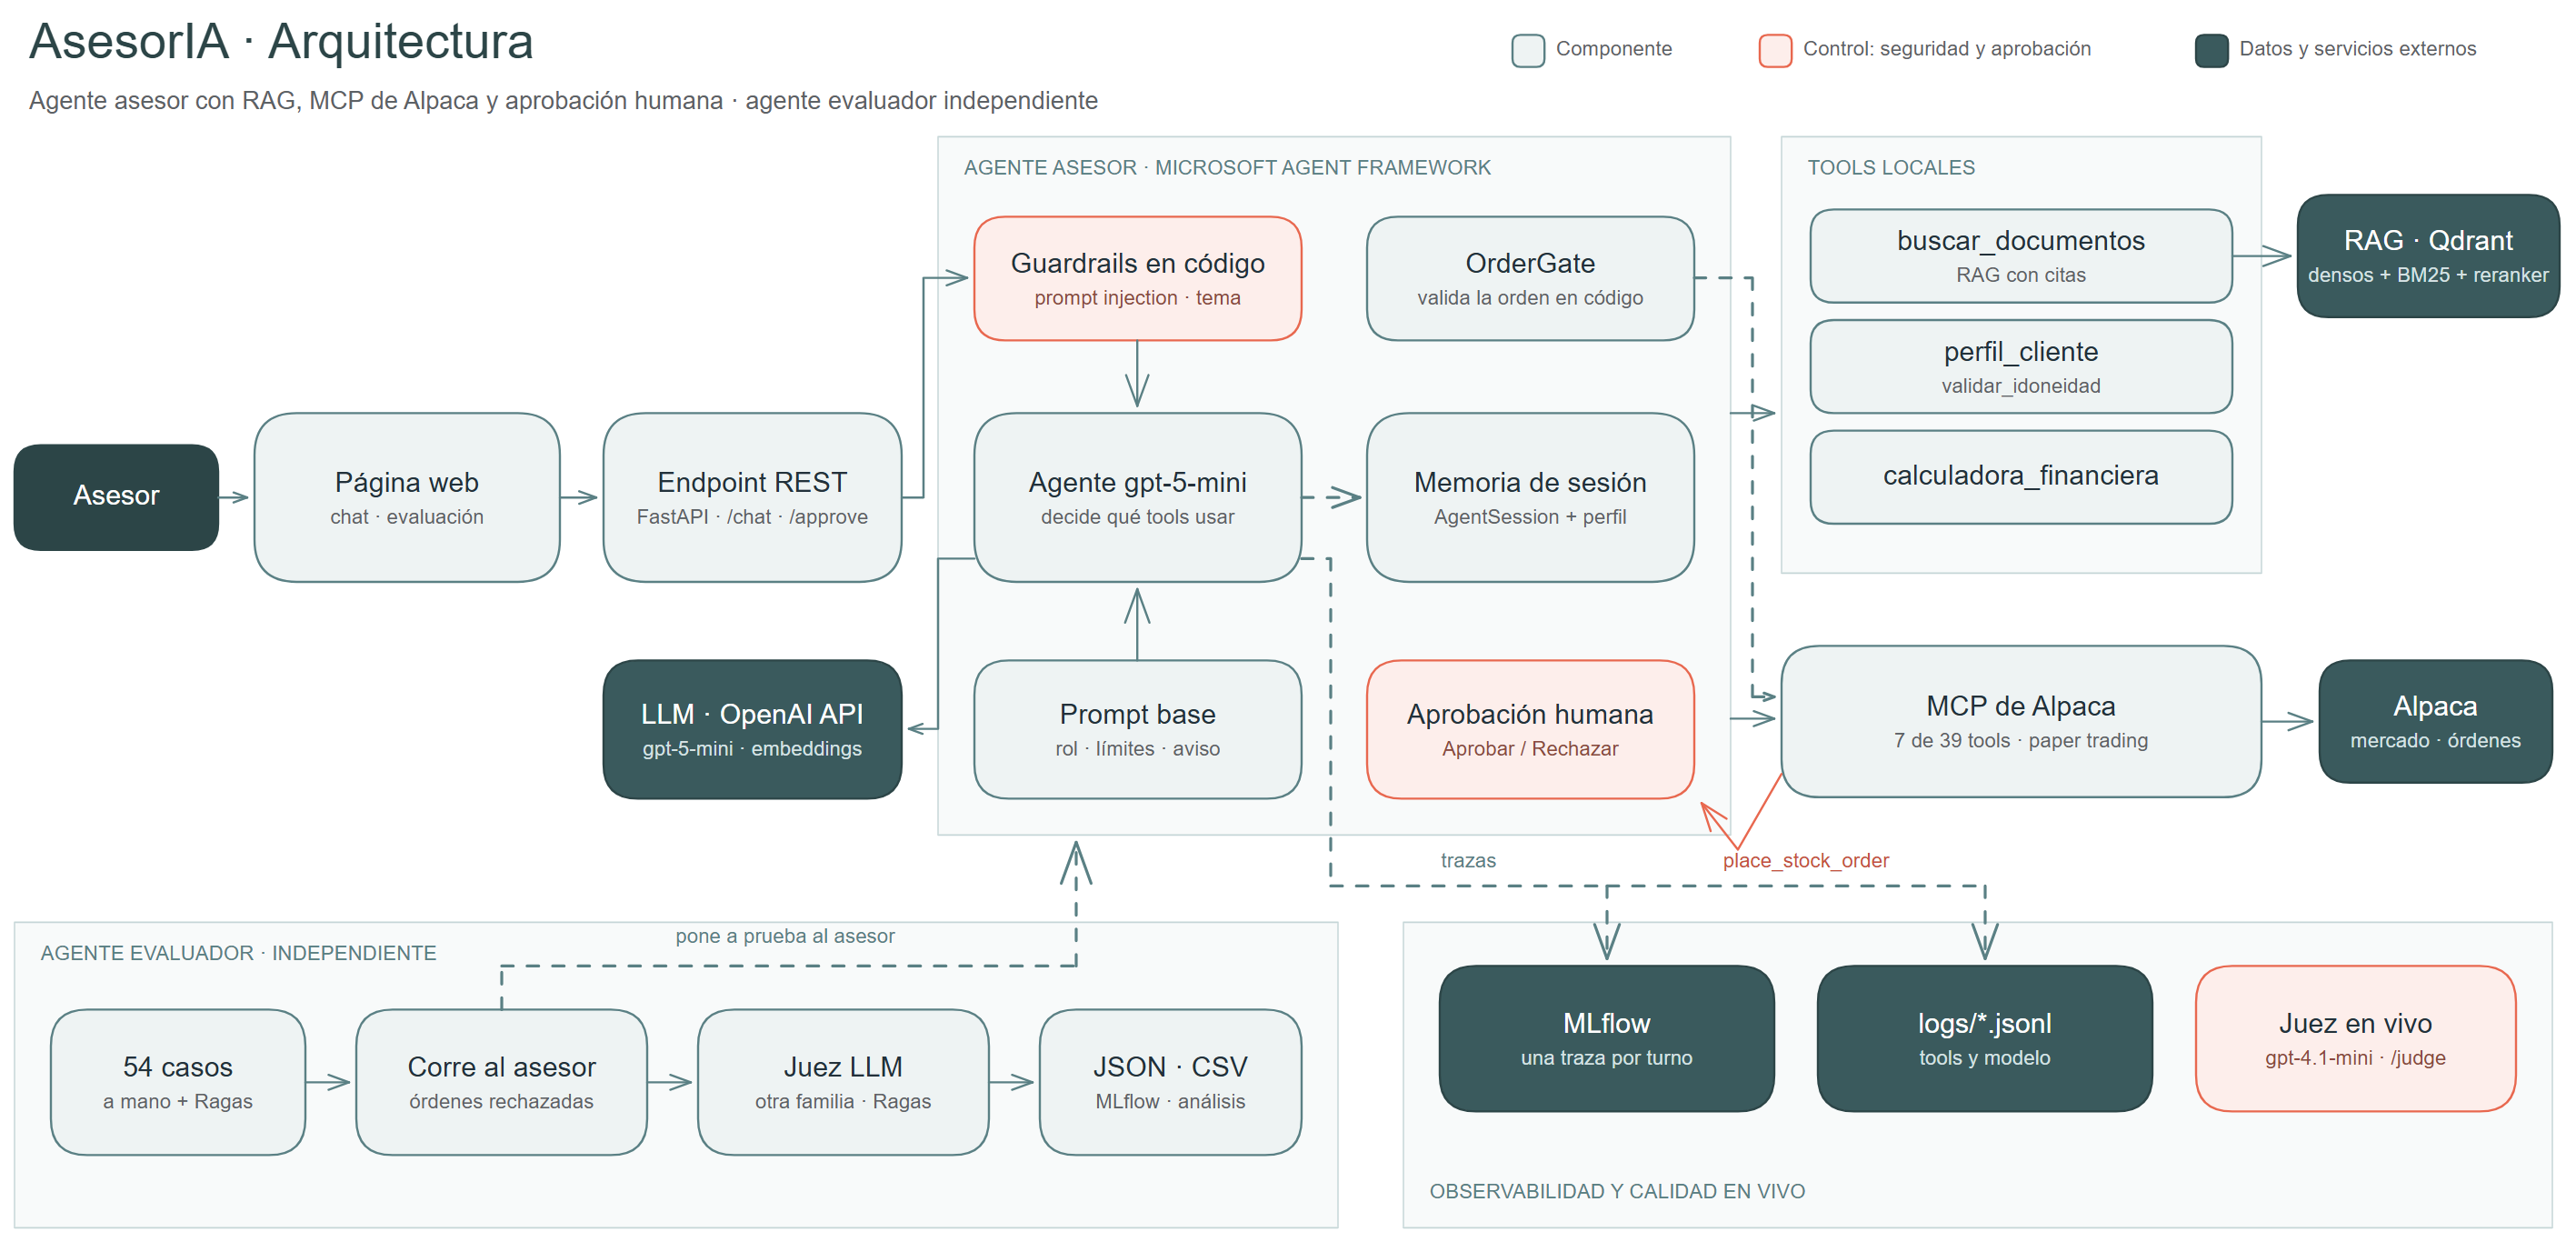 AsesorIA · Arquitectura
Agente asesor con RAG, MCP de Alpaca y aprobación humana · agente evaluador independiente
Componente
Control: seguridad y aprobación
Datos y servicios externos
AGENTE ASESOR · MICROSOFT AGENT FRAMEWORK
Guardrails en código
prompt injection · tema
OrderGate
valida la orden en código
TOOLS LOCALES
buscar_documentos
RAG con citas
perfil_cliente
validar_idoneidad
calculadora_financiera
RAG · Qdrant
densos + BM25 + reranker
Asesor
Página web
chat · evaluación
Endpoint REST
FastAPI · /chat · /approve
Agente gpt-5-mini
decide qué tools usar
Memoria de sesión
AgentSession + perfil
LLM · OpenAI API
gpt-5-mini · embeddings
Prompt base
rol · límites · aviso
Aprobación humana
Aprobar / Rechazar
MCP de Alpaca
7 de 39 tools · paper trading
Alpaca
mercado · órdenes
trazas
place_stock_order
AGENTE EVALUADOR · INDEPENDIENTE
pone a prueba al asesor
54 casos
a mano + Ragas
Corre al asesor
órdenes rechazadas
Juez LLM
otra familia · Ragas
JSON · CSV
MLflow · análisis
MLflow
una traza por turno
logs/*.jsonl
tools y modelo
Juez en vivo
gpt-4.1-mini · /judge
OBSERVABILIDAD Y CALIDAD EN VIVO